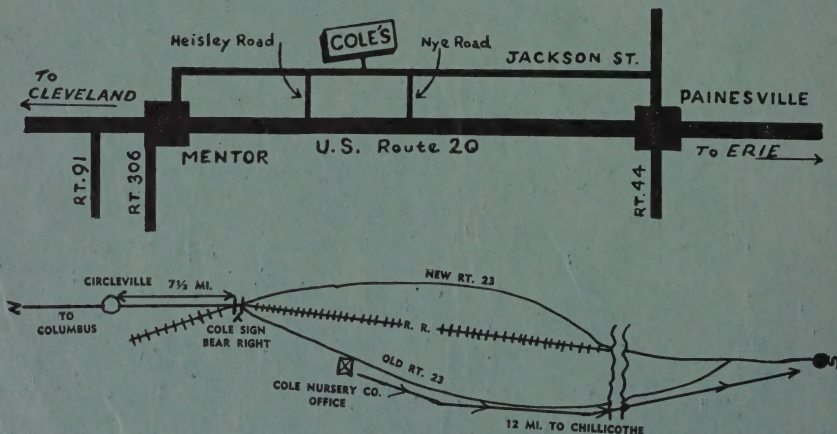 Heisley Road
COLE'S
Nye Road
JACKSON ST.
TO
CLEVELAND
PAINESVILLE
MENTOR
U.S. Route 20
TO ERIE
RT. 91
RT. 306
RT. 44
CIRCLEVILLE
7½ MI.
NEW RT. 23
N
TO
COLUMBUS
COLE SIGN
BEAR RIGHT
R. R.
OLD RT. 23
COLE NURSERY CO.
OFFICE
12 MI. TO CHILLICOTHE
S